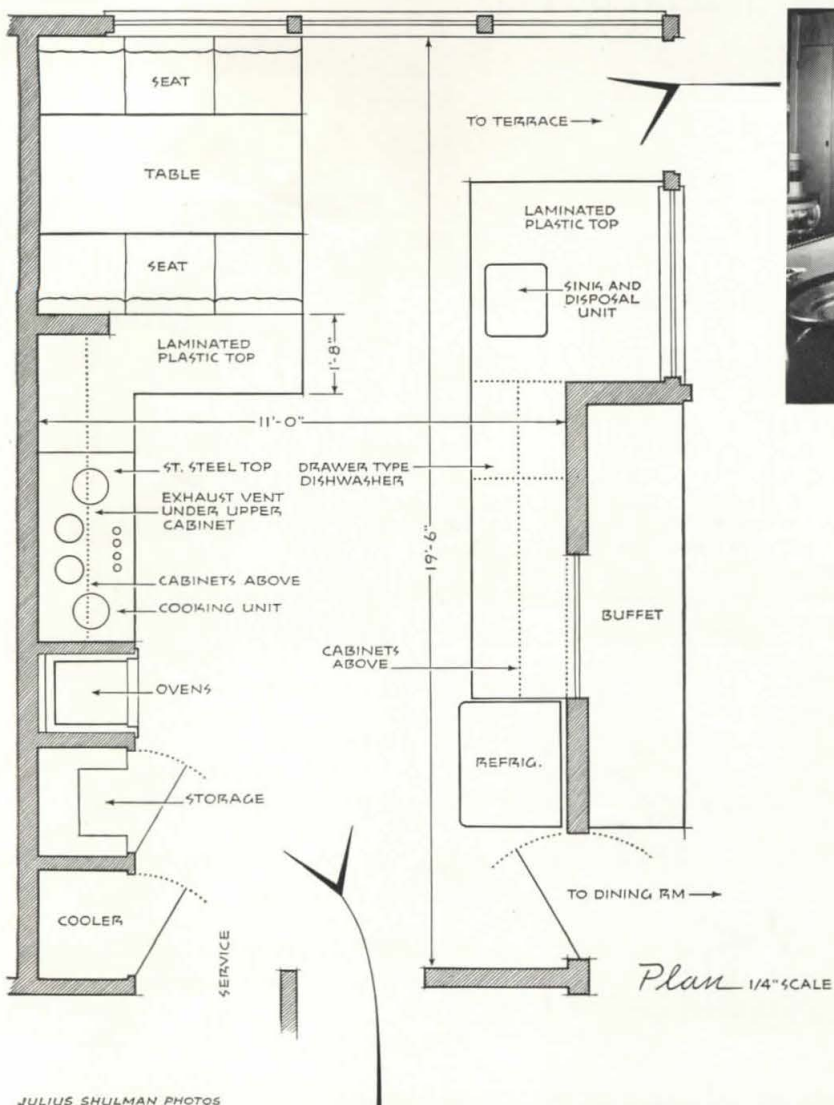 SEAT
TO TERRACE
TABLE
LAMINATED
PLASTIC TOP
SEAT
SINK AND
DISPOSAL
UNIT
LAMINATED
PLASTIC TOP
1'-8"
11'-0"
ST. STEEL TOP
DRAWER TYPE
DISHWASHER
EXHAUST VENT
UNDER UPPER
CABINET
19'-6"
CABINETS ABOVE
COOKING UNIT
BUFFET
CABINETS
ABOVE
OVENS
REFRIG.
STORAGE
TO DINING RM
COOLER
SERVICE
Plan 1/4" SCALE
JULIUS SHULMAN PHOTOS